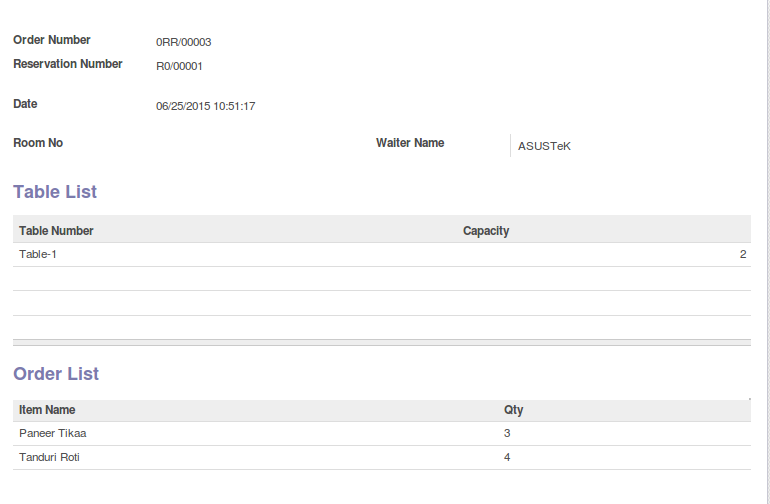 Order Number 0RR/00003
Reservation Number R0/00001
Date 06/25/2015 10:51:17
Room No Waiter Name ASUSTeK
Table List
Table Number Capacity
Table-1 2
Order List
Item Name Qty
Paneer Tikaa 3
Tanduri Roti 4